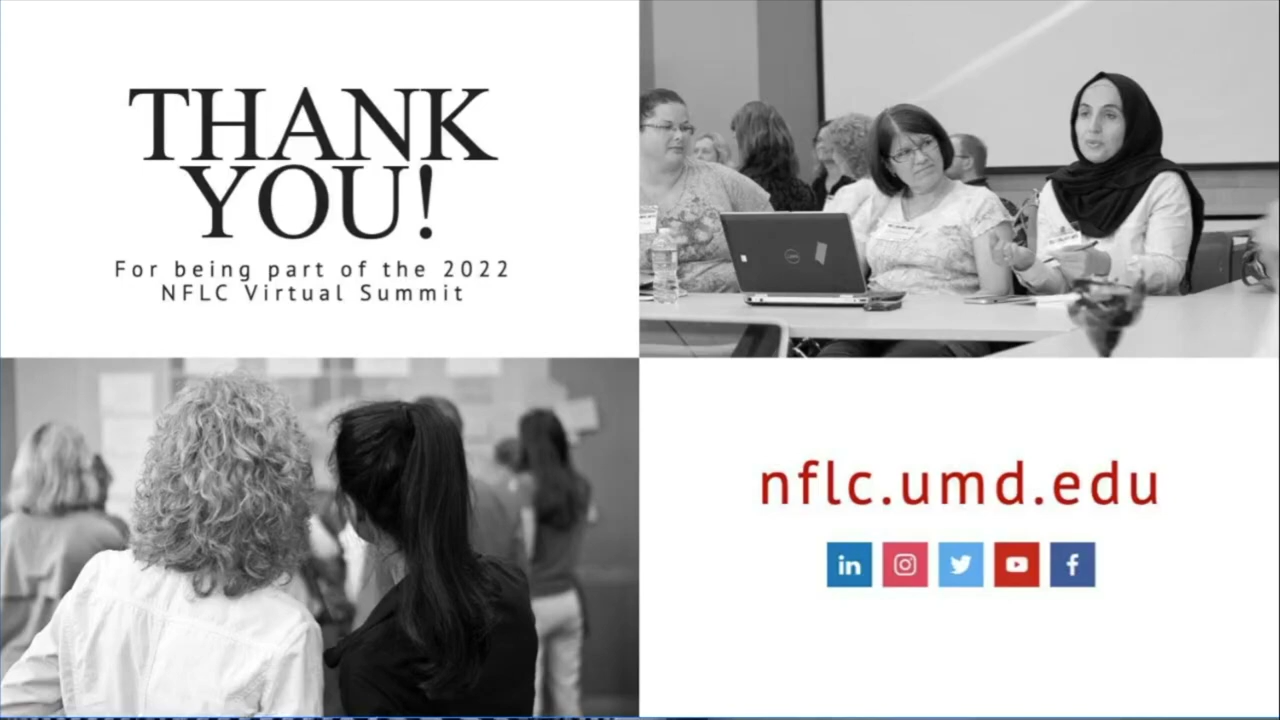 THANK
YOU!
For being part of the 2022
NFLC Virtual Summit
nflc.umd.edu